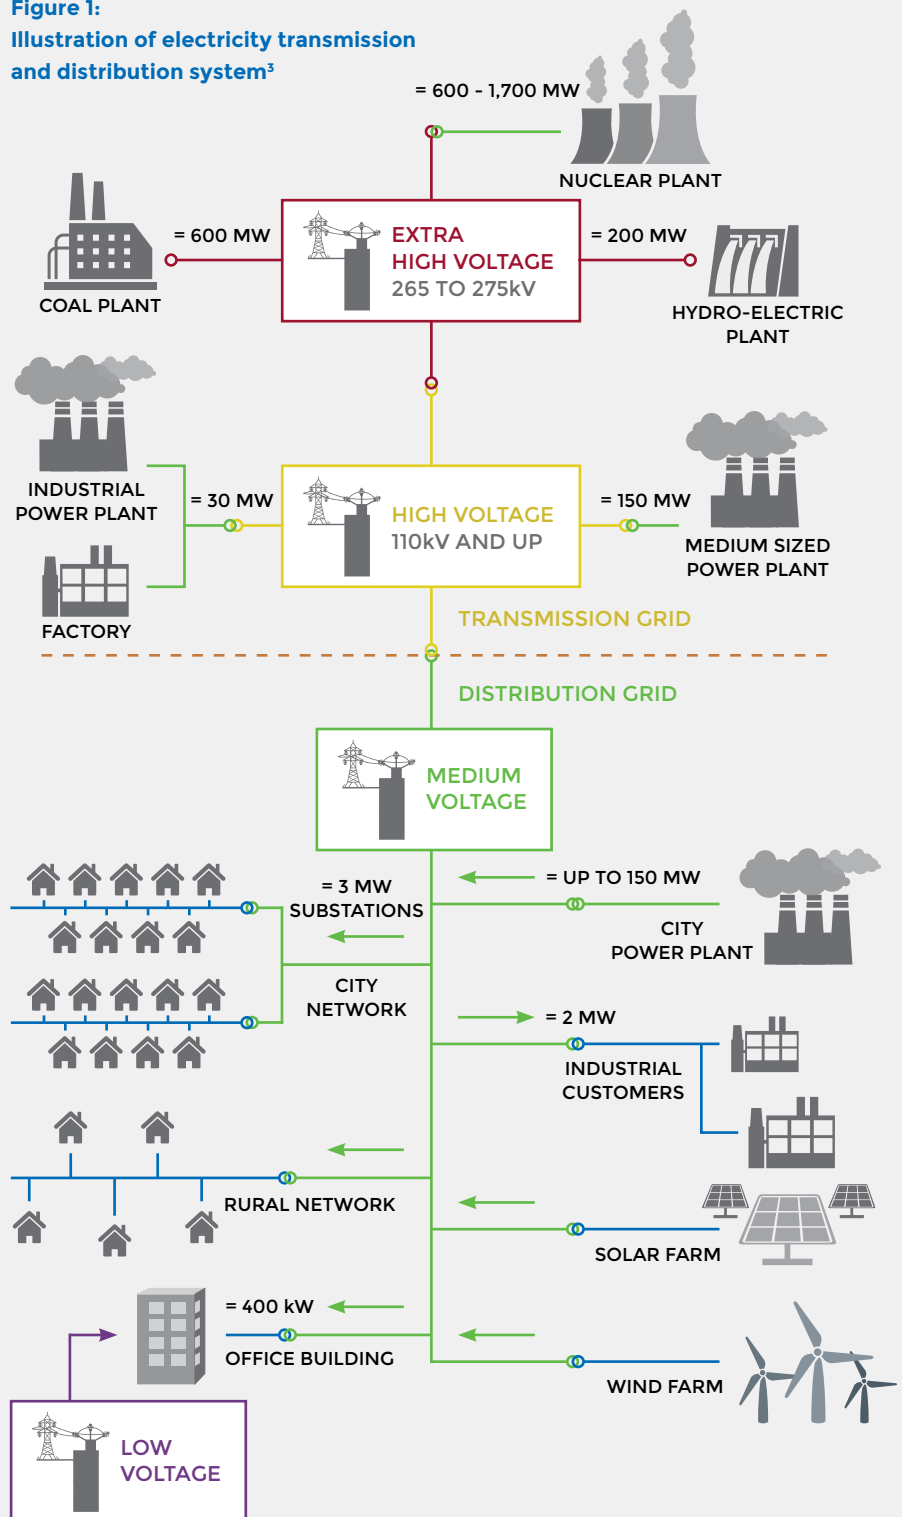 Figure 1:
Illustration of electricity transmission
and distribution system³
= 600 - 1,700 MW
NUCLEAR PLANT
= 600 MW
COAL PLANT
EXTRA
HIGH VOLTAGE
265 TO 275kV
= 200 MW
HYDRO-ELECTRIC
PLANT
INDUSTRIAL
POWER PLANT
= 30 MW
FACTORY
HIGH VOLTAGE
110kV AND UP
= 150 MW
MEDIUM SIZED
POWER PLANT
TRANSMISSION GRID
DISTRIBUTION GRID
MEDIUM
VOLTAGE
= 3 MW
SUBSTATIONS
CITY
NETWORK
= UP TO 150 MW
CITY
POWER PLANT
= 2 MW
INDUSTRIAL
CUSTOMERS
RURAL NETWORK
SOLAR FARM
= 400 kW
OFFICE BUILDING
WIND FARM
LOW
VOLTAGE